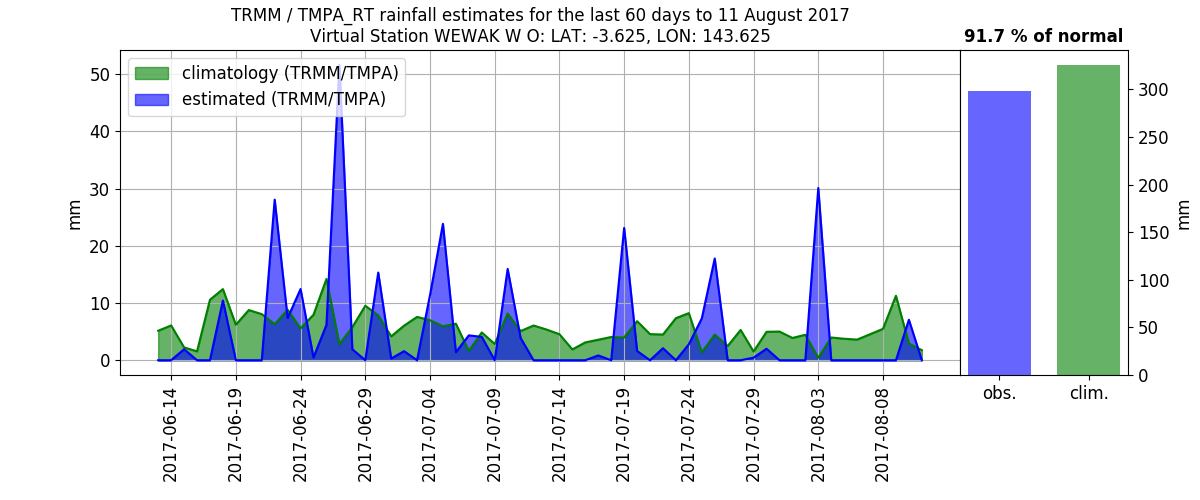 TRMM / TMPA_RT rainfall estimates for the last 60 days to 11 August 2017
Virtual Station WEWAK W O: LAT: -3.625, LON: 143.625
91.7 % of normal
climatology (TRMM/TMPA)
estimated (TRMM/TMPA)
mm
50
40
30
20
10
0
2017-06-14
2017-06-19
2017-06-24
2017-06-29
2017-07-04
2017-07-09
2017-07-14
2017-07-19
2017-07-24
2017-07-29
2017-08-03
2017-08-08
300
250
200
150
100
50
0
mm
obs.
clim.